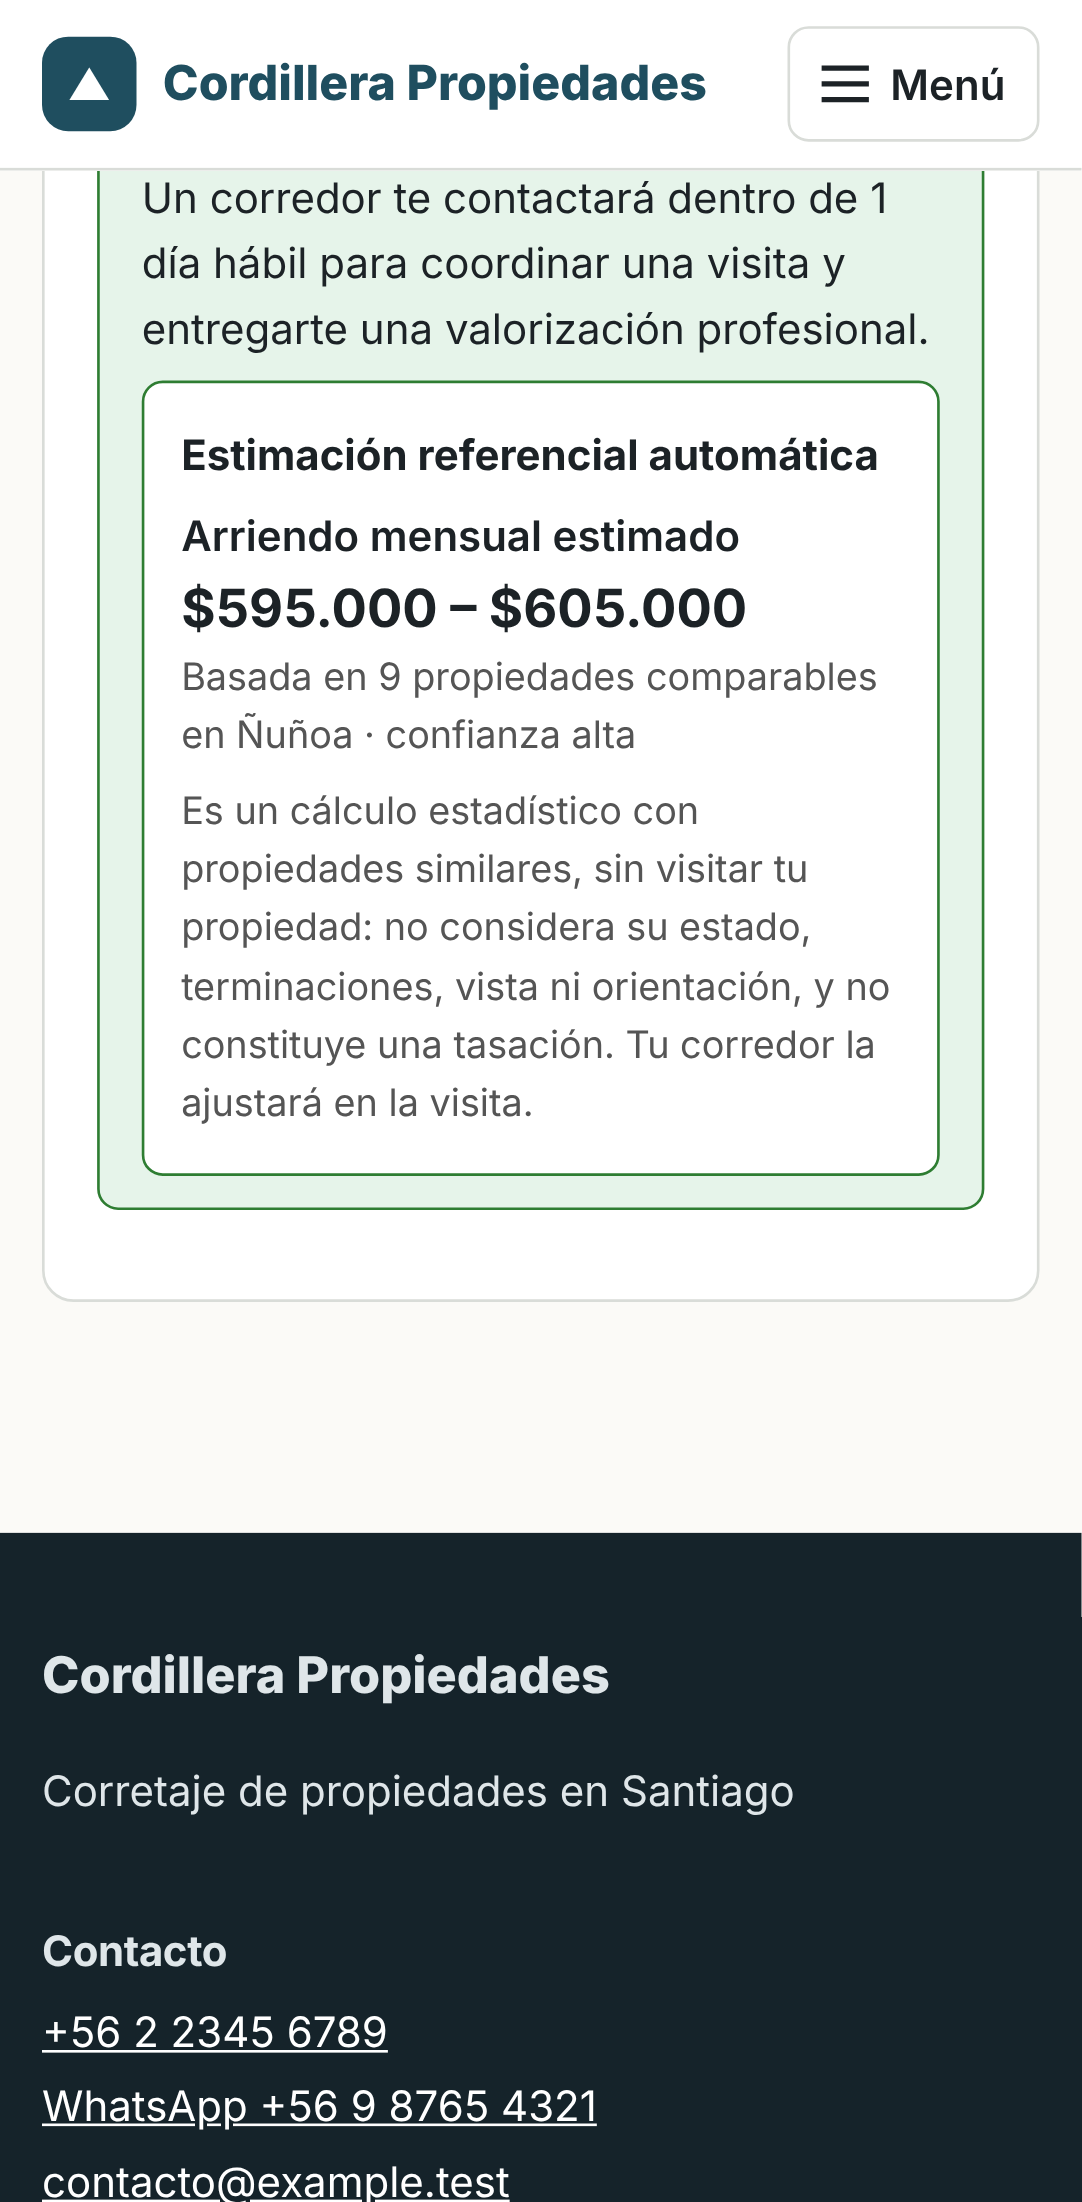 Cordillera Propiedades
Menú
Un corredor te contactará dentro de 1
día hábil para coordinar una visita y
entregarte una valorización profesional.
Estimación referencial automática
Arriendo mensual estimado
$595.000 – $605.000
Basada en 9 propiedades comparables
en Ñuñoa · confianza alta
Es un cálculo estadístico con
propiedades similares, sin visitar tu
propiedad: no considera su estado,
terminaciones, vista ni orientación, y no
constituye una tasación. Tu corredor la
ajustará en la visita.
Cordillera Propiedades
Corretaje de propiedades en Santiago
Contacto
+56 2 2345 6789
WhatsApp +56 9 8765 4321
contacto@example.test